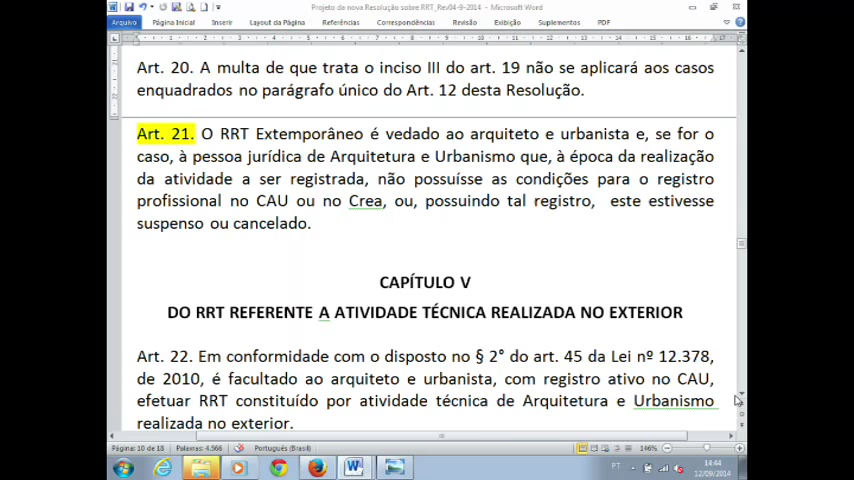 Projeto de nova Resolução sobre RRT_Rev04-9-2014 - Microsoft Word
Arquivo Página Inicial Inserir Layout da Página Referências Correspondências Revisão Exibição Suplementos PDF
Art. 20. A multa de que trata o inciso III do art. 19 não se aplicará aos casos
enquadrados no parágrafo único do Art. 12 desta Resolução.
Art. 21. O RRT Extemporâneo é vedado ao arquiteto e urbanista e, se for o
caso, à pessoa jurídica de Arquitetura e Urbanismo que, à época da realização
da atividade a ser registrada, não possuísse as condições para o registro
profissional no CAU ou no Crea, ou, possuindo tal registro, este estivesse
suspenso ou cancelado.
CAPÍTULO V
DO RRT REFERENTE A ATIVIDADE TÉCNICA REALIZADA NO EXTERIOR
Art. 22. Em conformidade com o disposto no § 2° do art. 45 da Lei nº 12.378,
de 2010, é facultado ao arquiteto e urbanista, com registro ativo no CAU,
efetuar RRT constituído por atividade técnica de Arquitetura e Urbanismo
realizada no exterior.
Página: 10 de 18 Palavras: 4.566 Português (Brasil) 146%
PT 14:44
12/09/2014